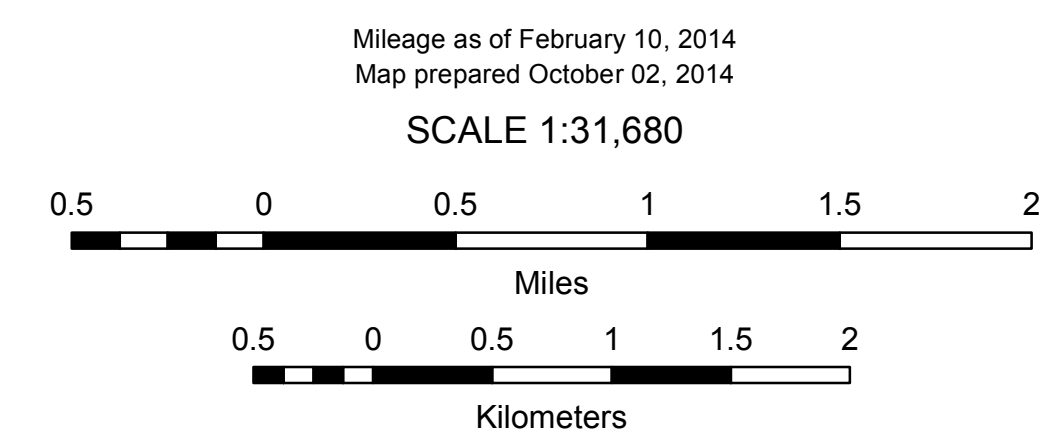 Mileage as of February 10, 2014
Map prepared October 02, 2014
SCALE 1:31,680
0.5 0 0.5 1 1.5 2
Miles
0.5 0 0.5 1 1.5 2
Kilometers